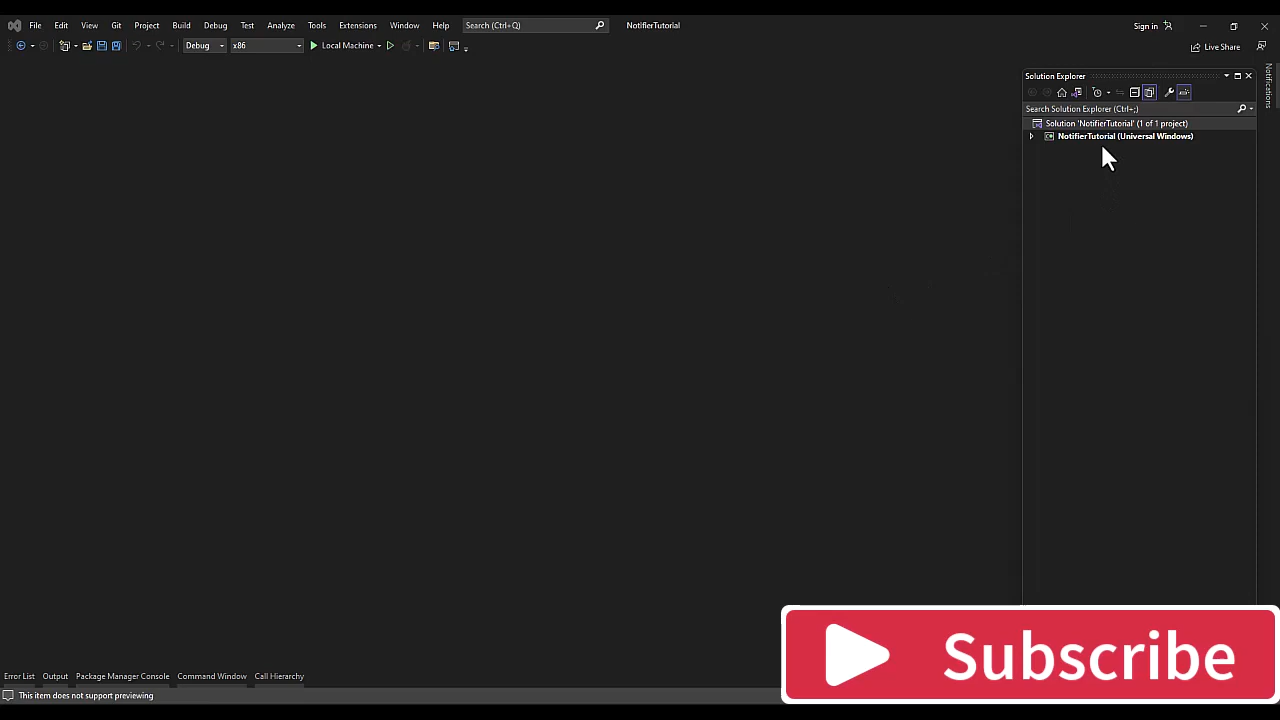 File Edit View Git Project Build Debug Test Analyze Tools Extensions Window Help Search (Ctrl+Q) NotifierTutorial Sign in
Debug x86 Local Machine Live Share
Notifications
Solution Explorer
Search Solution Explorer (Ctrl+;)
Solution 'NotifierTutorial' (1 of 1 project)
C# NotifierTutorial (Universal Windows)
Subscribe
Error List Output Package Manager Console Command Window Call Hierarchy
This item does not support previewing